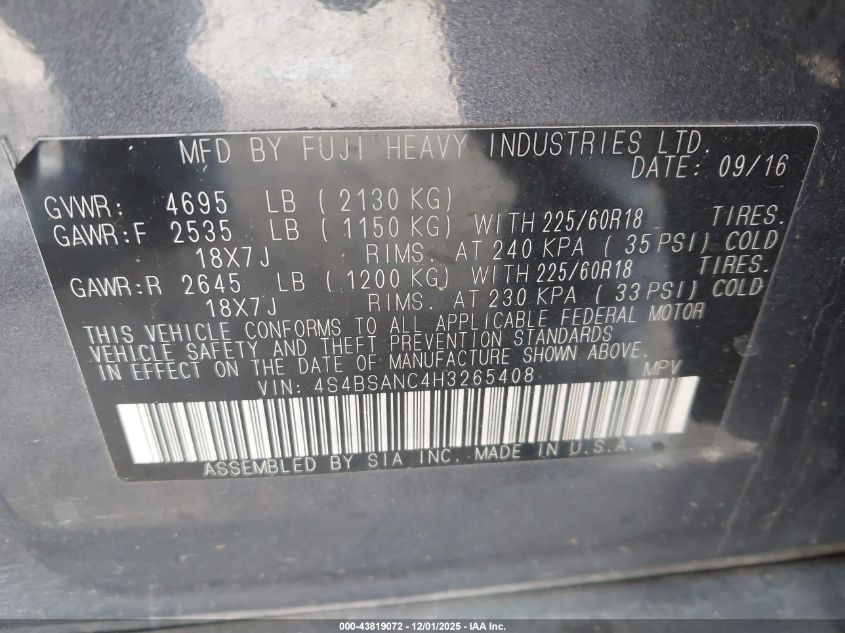 MFD BY FUJI HEAVY INDUSTRIES LTD.
DATE: 09/16
GVWR: 4695 LB ( 2130 KG)
GAWR:F 2535 LB ( 1150 KG) WITH 225/60R18 TIRES.
18X7J RIMS. AT 240 KPA ( 35 PSI) COLD
GAWR:R 2645 LB ( 1200 KG) WITH 225/60R18 TIRES.
18X7J RIMS. AT 230 KPA ( 33 PSI) COLD
THIS VEHICLE CONFORMS TO ALL APPLICABLE FEDERAL MOTOR
VEHICLE SAFETY AND THEFT PREVENTION STANDARDS
IN EFFECT ON THE DATE OF MANUFACTURE SHOWN ABOVE.
VIN: 4S4BSANC4H3265408 MPV
ASSEMBLED BY SIA INC. MADE IN U.S.A.
000-43819072 - 12/01/2025 - IAA Inc.